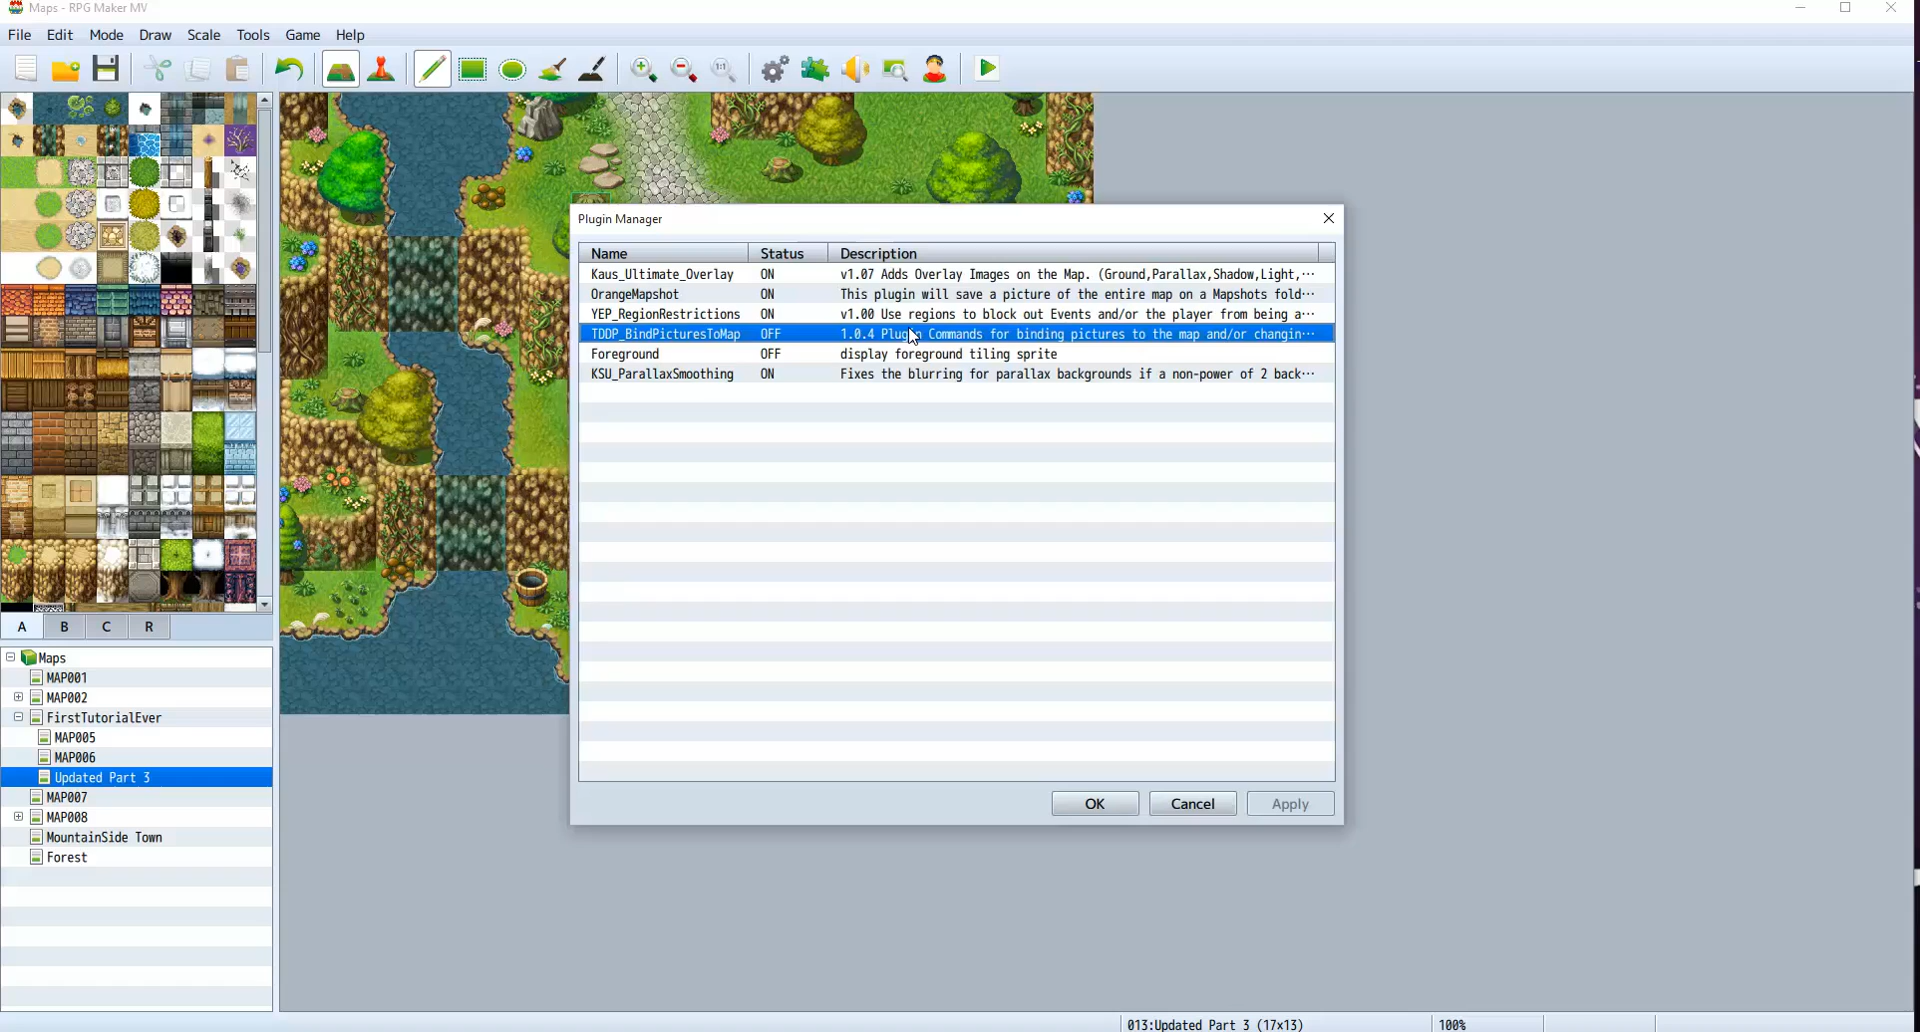 Maps - RPG Maker MV
File Edit Mode Draw Scale Tools Game Help
1:1
Plugin Manager
Name Status Description
Kaus_Ultimate_Overlay ON v1.07 Adds Overlay Images on the Map. (Ground,Parallax,Shadow,Light,···
OrangeMapshot ON This plugin will save a picture of the entire map on a Mapshots fold···
YEP_RegionRestrictions ON v1.00 Use regions to block out Events and/or the player from being a···
TDDP_BindPicturesToMap OFF 1.0.4 Plugin Commands for binding pictures to the map and/or changin···
Foreground OFF display foreground tiling sprite
KSU_ParallaxSmoothing ON Fixes the blurring for parallax backgrounds if a non-power of 2 back···
OK Cancel Apply
A B C R
Maps
MAP001
MAP002
FirstTutorialEver
MAP005
MAP006
Updated Part 3
MAP007
MAP008
MountainSide Town
Forest
013:Updated Part 3 (17x13) 100%